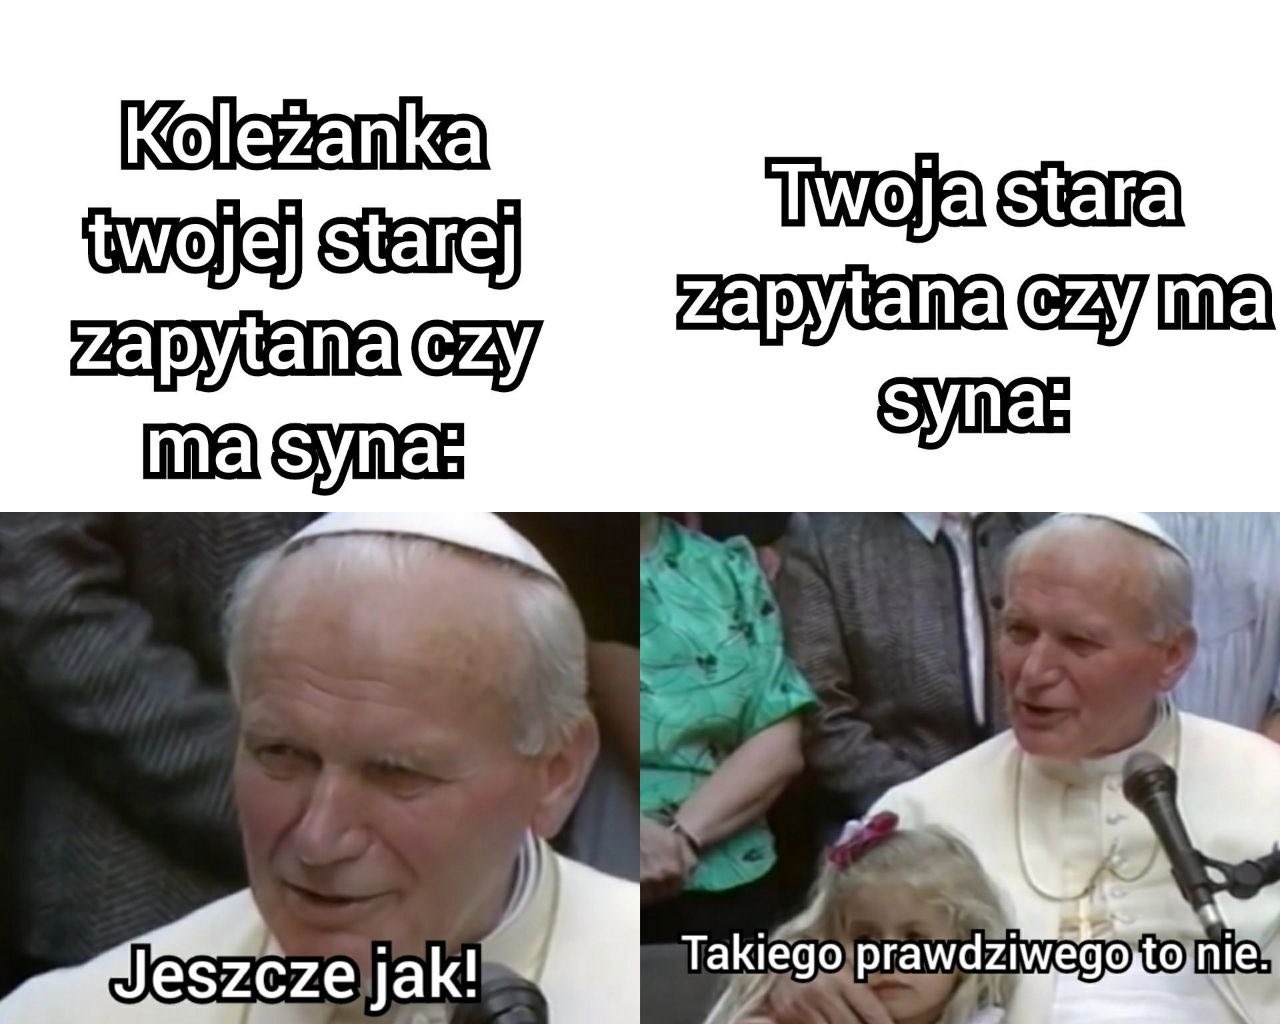 Koleżanka
twojej starej
zapytana czy
ma syna:
Twoja stara
zapytana czy ma
syna:
Jeszcze jak!
Takiego prawdziwego to nie.